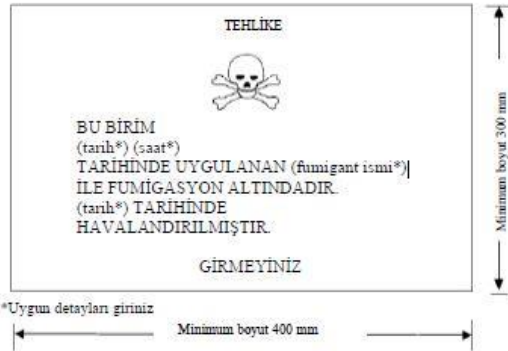 TEHLİKE
BU BİRİM
(tarih*) (saat*)
TARİHİNDE UYGULANAN (fumigant ismi*)
İLE FUMİGASYON ALTINDADIR.
(tarih*) TARİHİNDE
HAVALANDIRILMIŞTIR.
GİRMEYİNİZ
Minimum boyut 300 mm
*Uygun detayları giriniz
Minimum boyut 400 mm